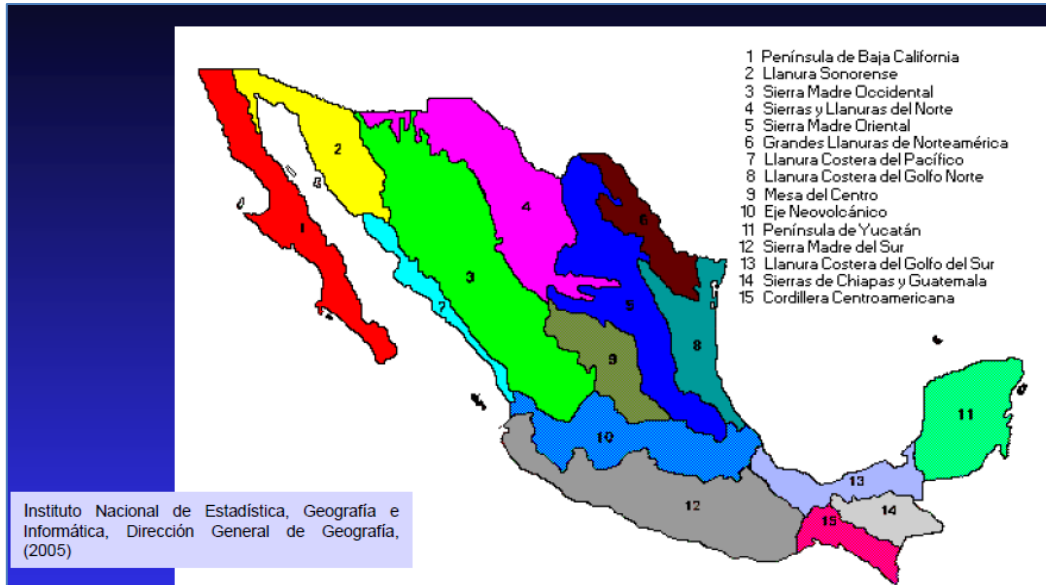 1 Península de Baja California
2 Llanura Sonorense
3 Sierra Madre Occidental
4 Sierras y Llanuras del Norte
5 Sierra Madre Oriental
6 Grandes Llanuras de Norteamérica
7 Llanura Costera del Pacífico
8 Llanura Costera del Golfo Norte
9 Mesa del Centro
10 Eje Neovolcánico
11 Península de Yucatán
12 Sierra Madre del Sur
13 Llanura Costera del Golfo del Sur
14 Sierras de Chiapas y Guatemala
15 Cordillera Centroamericana
2
6
4
1
3
7
5
8
9
11
10
13
12
14
15
Instituto Nacional de Estadística, Geografía e
Informática, Dirección General de Geografía,
(2005)